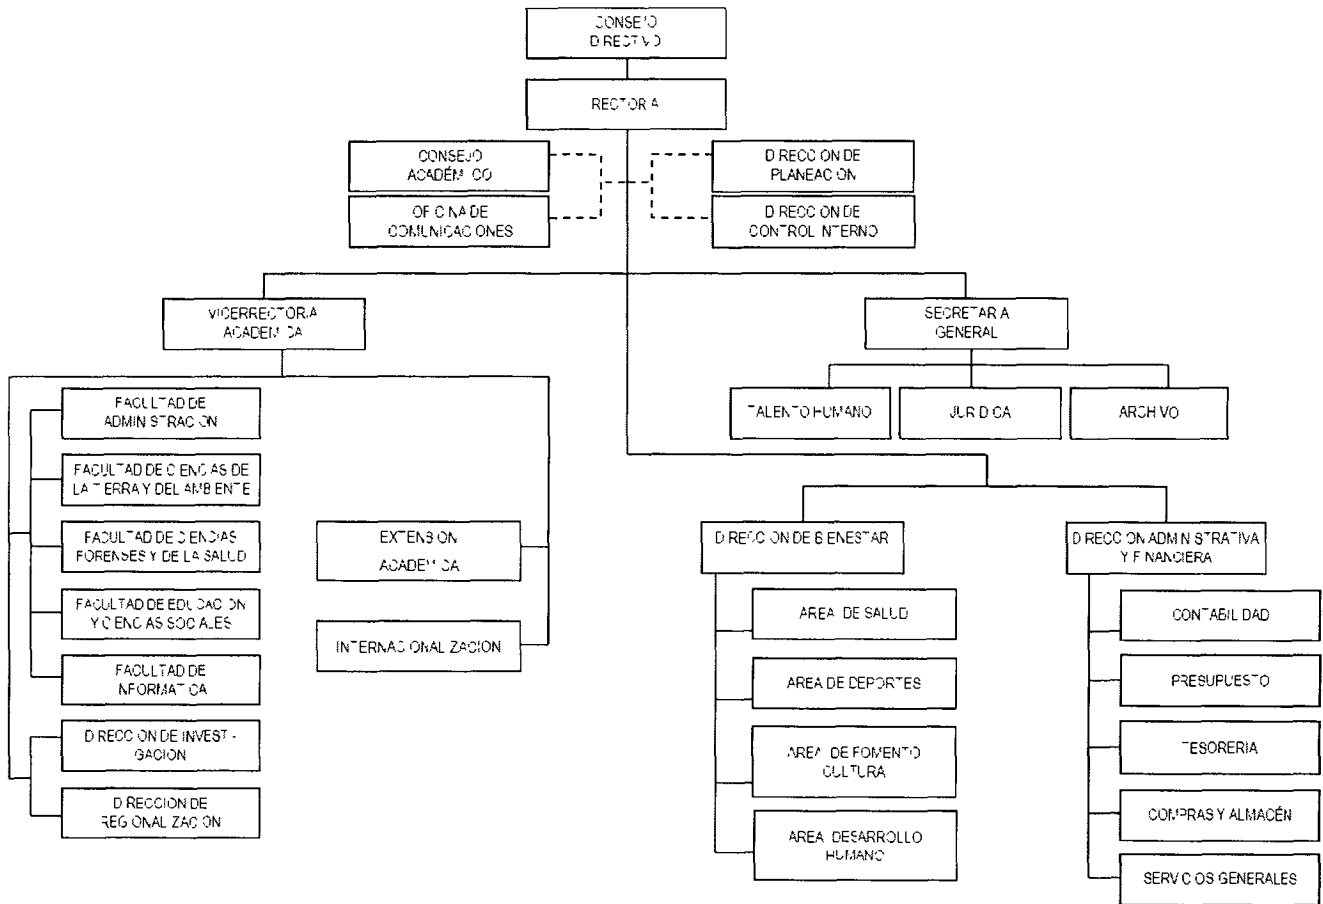 CONSEJO
DIRECTIVO
RECTORIA
CONSEJO
ACADÉMICO
OFICINA DE
COMUNICACIONES
DIRECCION DE
PLANEACIÓN
DIRECCION DE
CONTROL INTERNO
VICERRECTORIA
ACADEMICA
SECRETARIA
GENERAL
TALENTO HUMANO
JURIDICA
ARCHIVO
FACULTAD DE
ADMINISTRACIÓN
FACULTAD DE CIENCIAS DE
LA TIERRA Y DEL AMBIENTE
FACULTAD DE CIENCIAS
FORENSES Y DE LA SALUD
FACULTAD DE EDUCACION
Y CIENCIAS SOCIALES
FACULTAD DE
INFORMATICA
DIRECCION DE INVESTI-
GACION
DIRECCION DE
REGIONALIZACION
EXTENSION
ACADEMICA
INTERNACIONALIZACION
DIRECCION DE BIENESTAR
AREA DE SALUD
AREA DE DEPORTES
AREA DE FOMENTO
CULTURA
AREA DESARROLLO
HUMANO
DIRECCION ADMINISTRATIVA
Y FINANCIERA
CONTABILIDAD
PRESUPUESTO
TESORERIA
COMPRAS Y ALMACÉN
SERVICIOS GENERALES